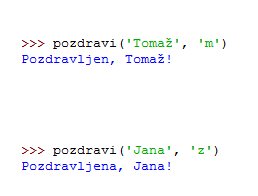 >>> pozdravi('Tomaž', 'm')
Pozdravljen, Tomaž!
>>> pozdravi('Jana', 'z')
Pozdravljena, Jana!